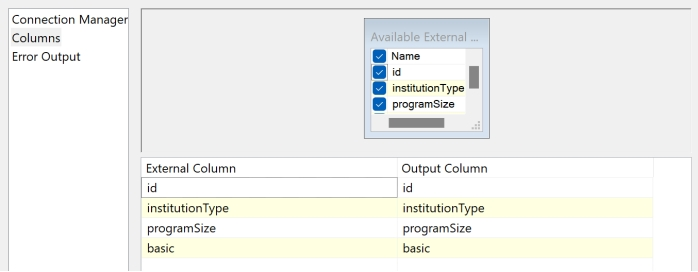 Connection Manager
Columns
Error Output
Available External ...
Name
id
institutionType
programSize
External Column Output Column
id id
institutionType institutionType
programSize programSize
basic basic